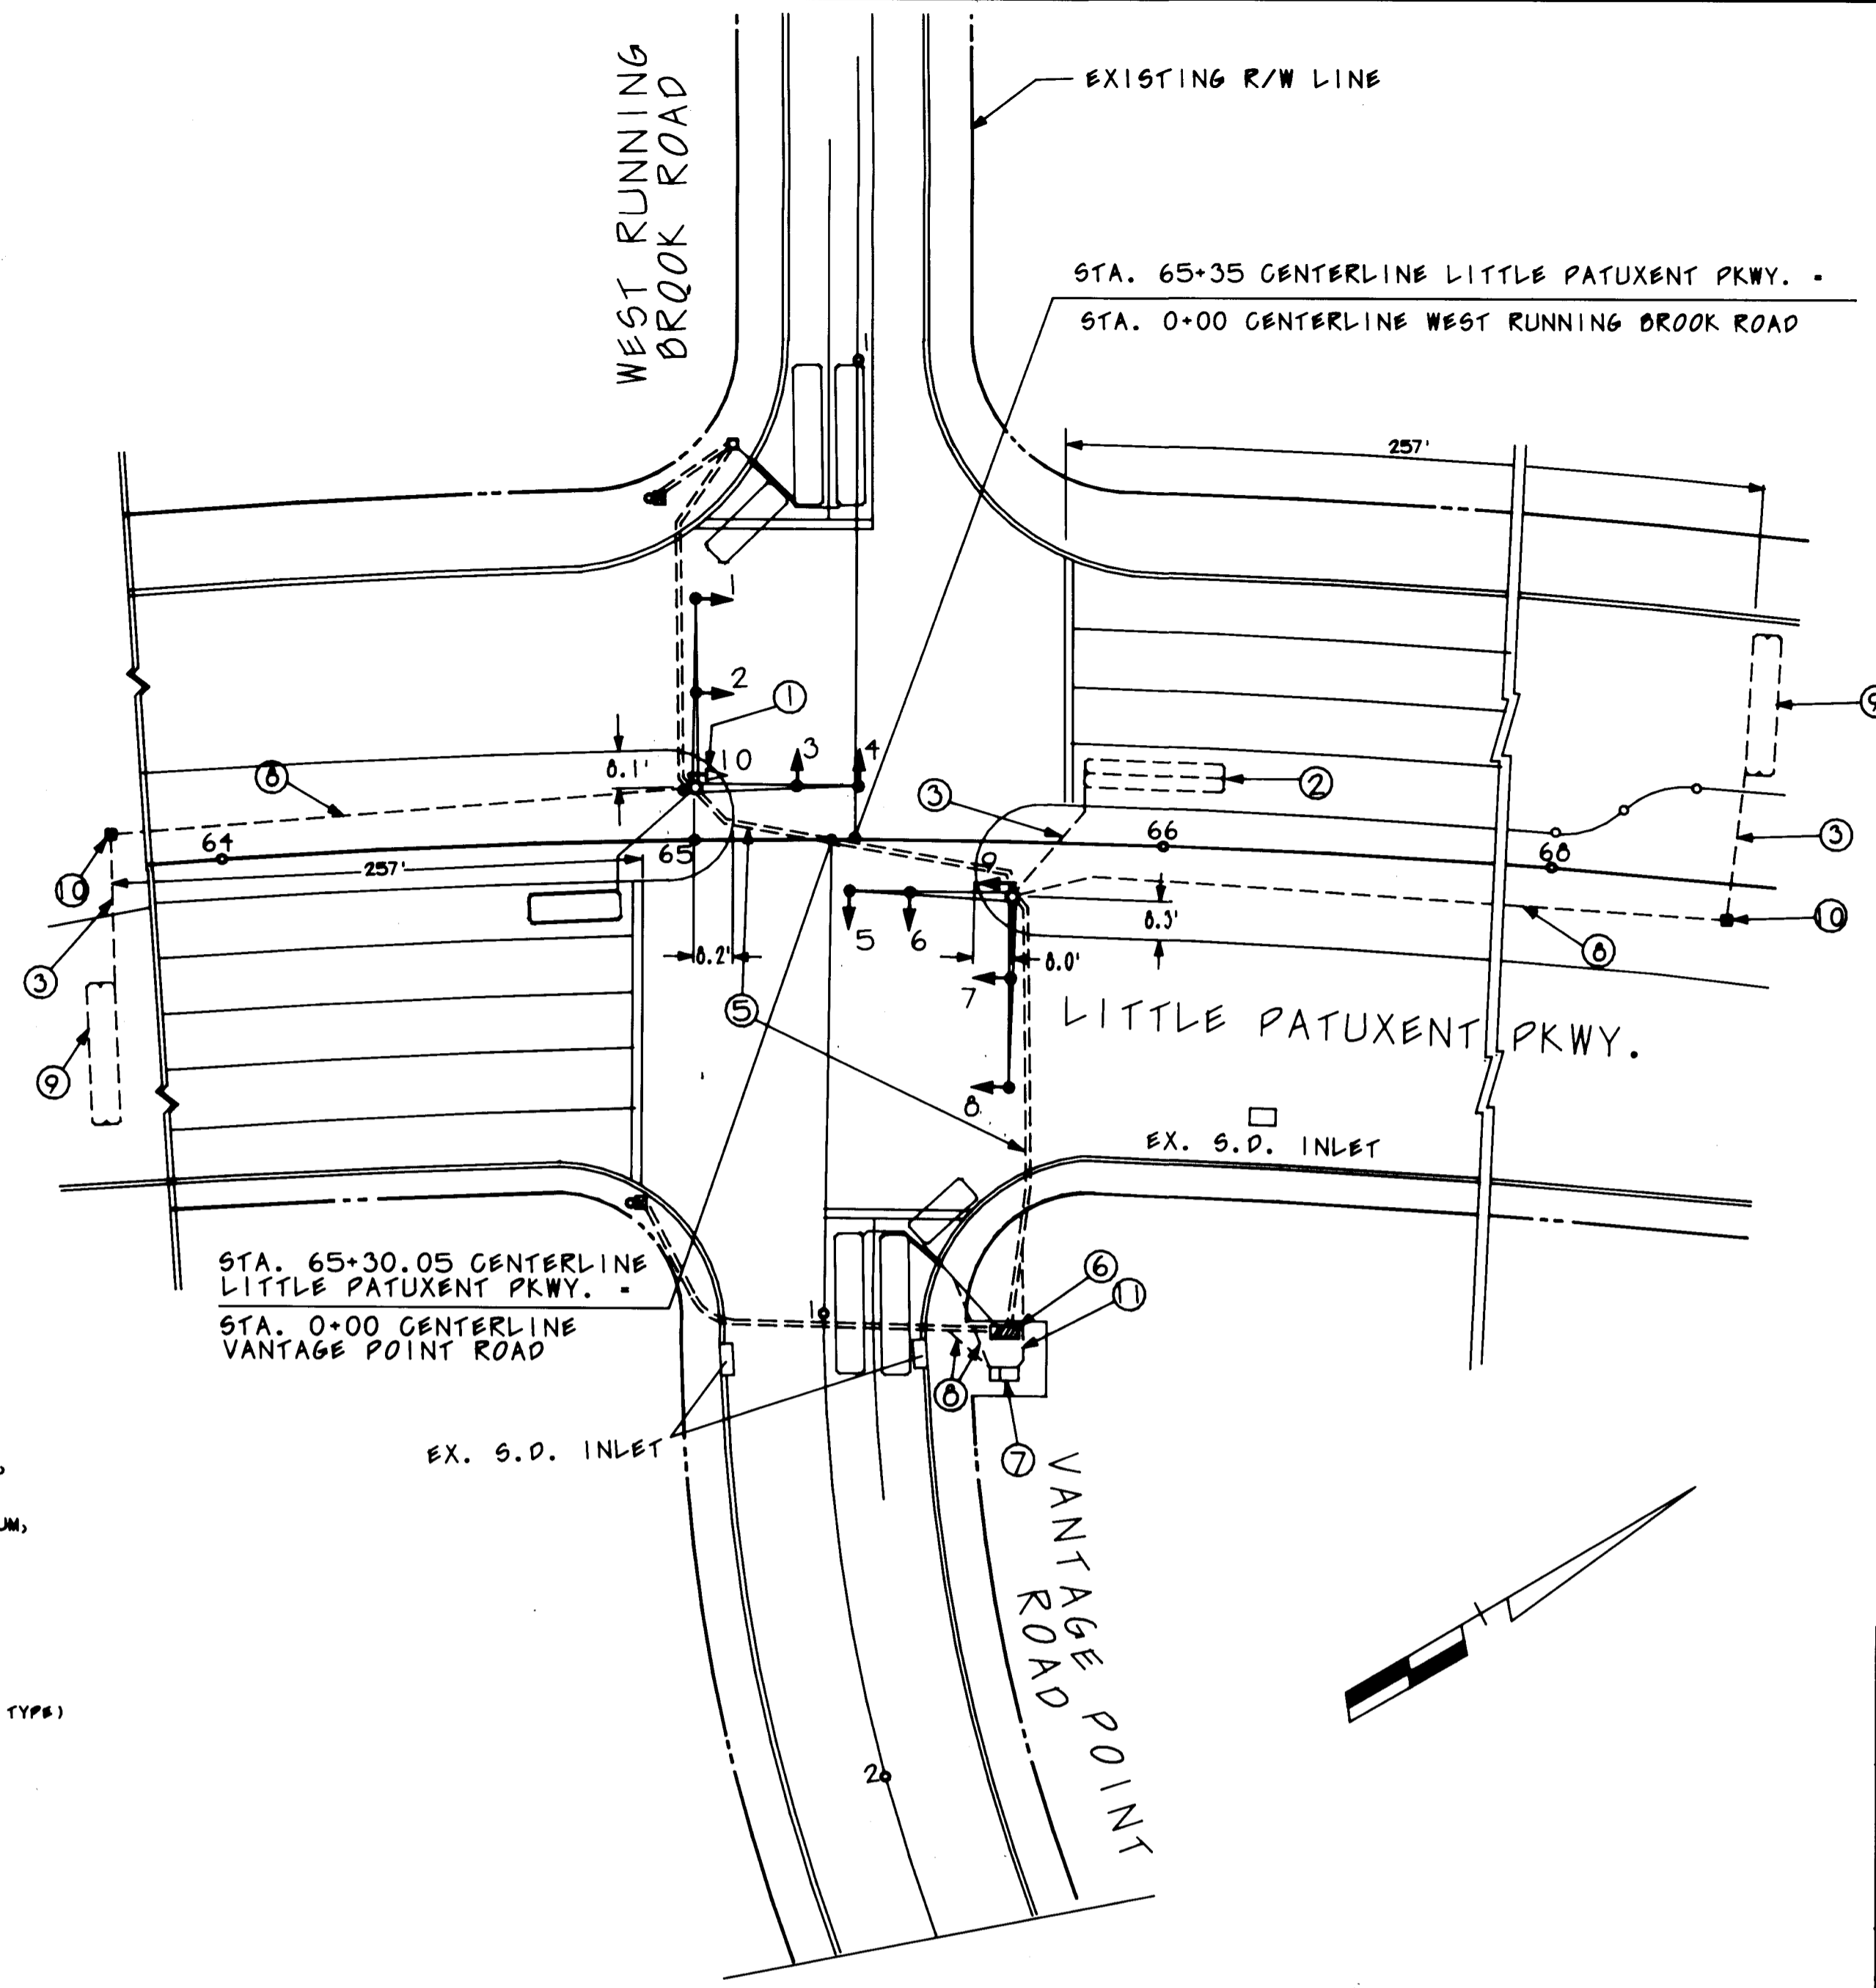 WEST RUNNING
BROOK ROAD
EXISTING R/W LINE
STA. 65+35 CENTERLINE LITTLE PATUXENT PKWY. =
STA. 0+00 CENTERLINE WEST RUNNING BROOK ROAD
1
257'
1
2
1
9
3
4
10
8.1'
8
2
3
3
64
65
66
68
257'
9
10
5
6
8.3'
10
8
3
8.2'
8.0'
7
5
LITTLE PATUXENT PKWY.
9
8
EX. S.D. INLET
STA. 65+30.05 CENTERLINE
LITTLE PATUXENT PKWY. =
STA. 0+00 CENTERLINE
VANTAGE POINT ROAD
6
11
1
8
7
EX. S.D. INLET
UM,
VANTAGE POINT
ROAD
TYPE)
2